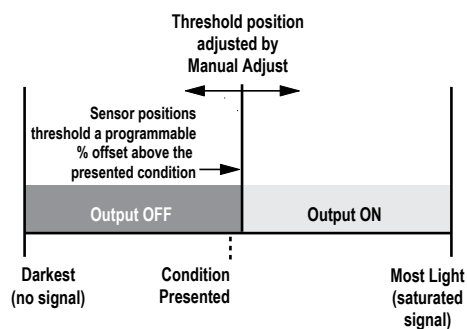 Threshold position
adjusted by
Manual Adjust
Sensor positions
threshold a programmable
% offset above the
presented condition
Output OFF
Output ON
Darkest
(no signal)
Condition
Presented
Most Light
(saturated
signal)